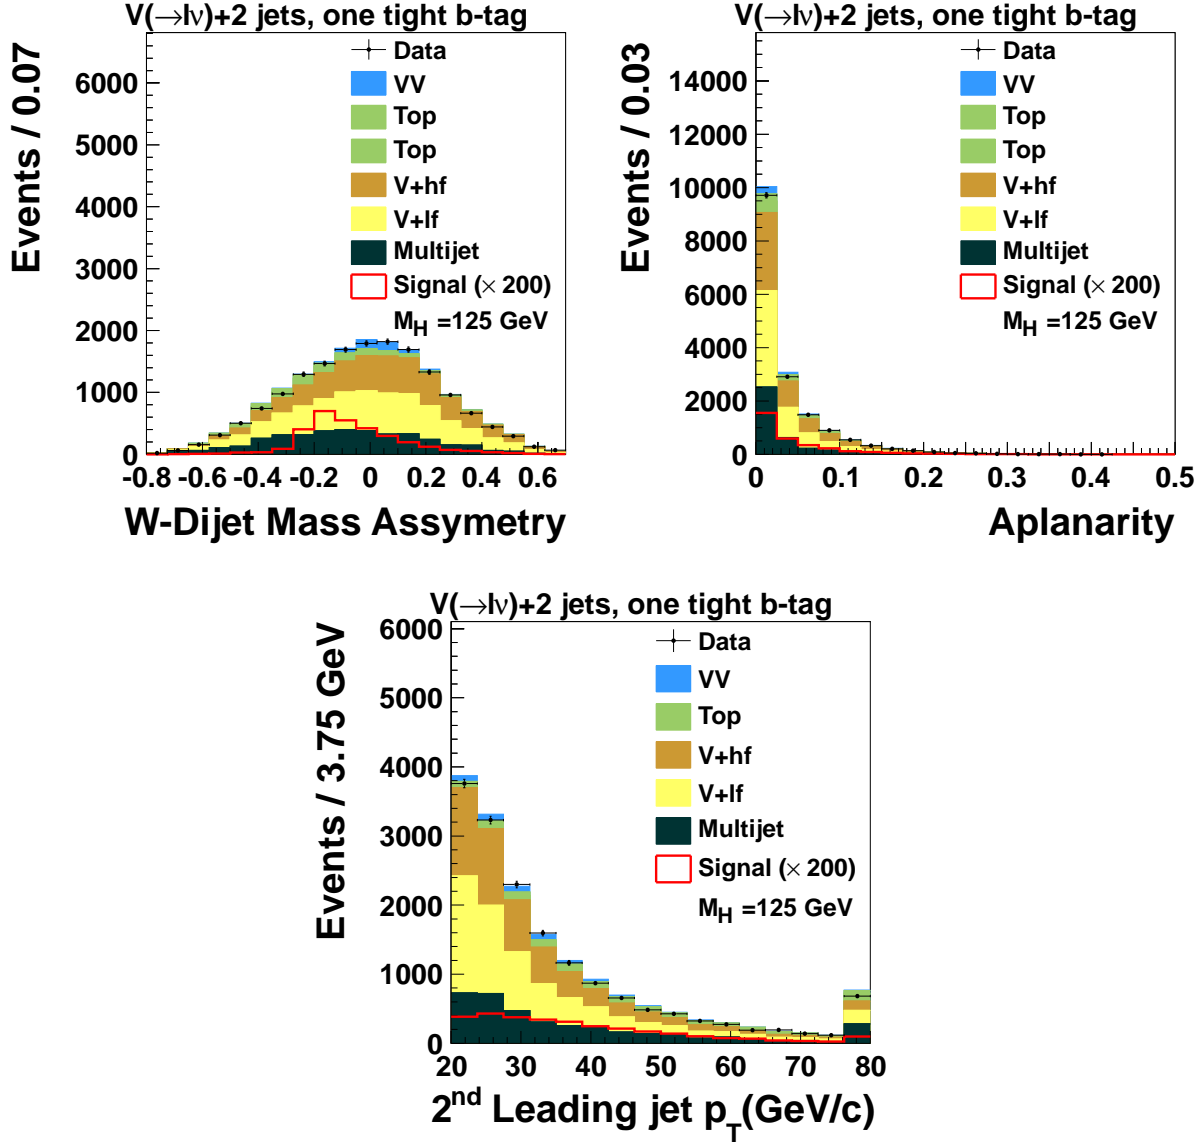 V(→lν)+2 jets, one tight b-tag
Events / 0.07
6000
5000
4000
3000
2000
1000
0
Data
VV
Top
Top
V+hf
V+lf
Multijet
Signal (× 200)
M_H =125 GeV
-0.8 -0.6 -0.4 -0.2 0 0.2 0.4 0.6
W-Dijet Mass Assymetry
V(→lν)+2 jets, one tight b-tag
Events / 0.03
14000
12000
10000
8000
6000
4000
2000
0
Data
VV
Top
Top
V+hf
V+lf
Multijet
Signal (× 200)
M_H =125 GeV
0 0.1 0.2 0.3 0.4 0.5
Aplanarity
V(→lν)+2 jets, one tight b-tag
Events / 3.75 GeV
6000
5000
4000
3000
2000
1000
0
Data
VV
Top
V+hf
V+lf
Multijet
Signal (× 200)
M_H =125 GeV
20 30 40 50 60 70 80
2^nd Leading jet p_T(GeV/c)